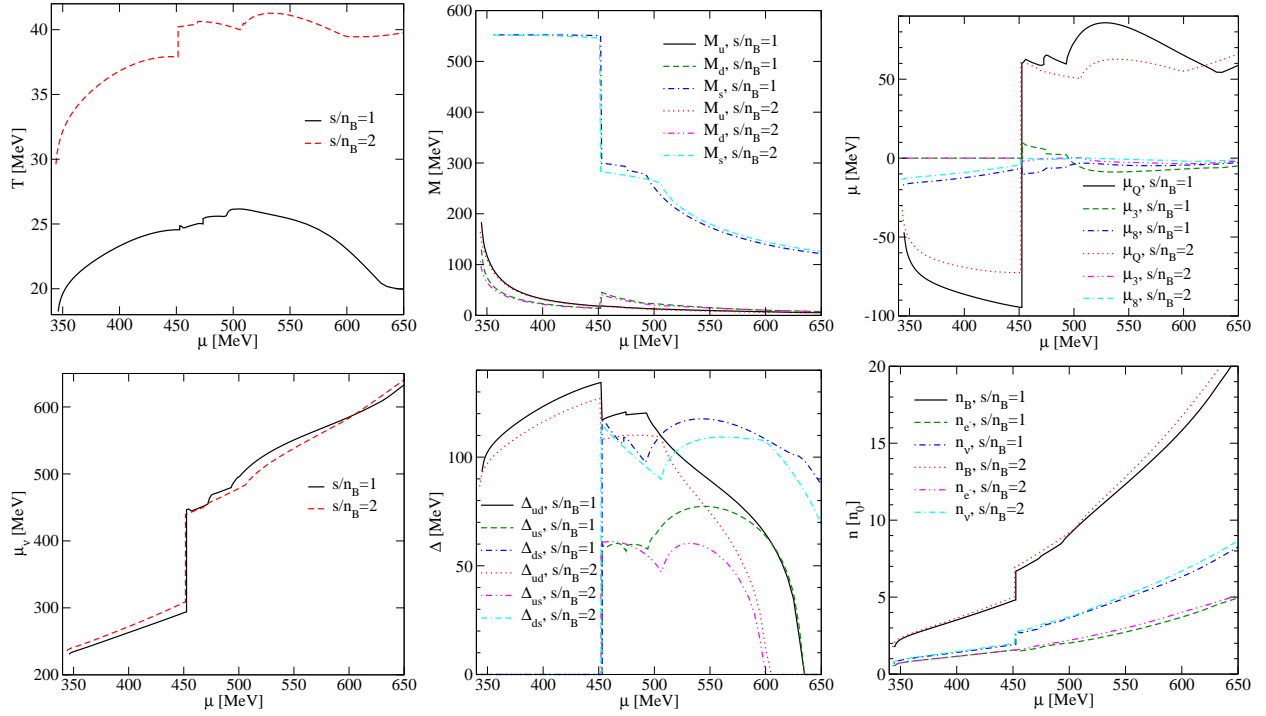 40
35
30
25
20
T [MeV]
s/n_B=1
s/n_B=2
350 400 450 500 550 600 650
μ [MeV]
600
500
400
300
200
100
0
M [MeV]
M_u, s/n_B=1
M_d, s/n_B=1
M_s, s/n_B=1
M_u, s/n_B=2
M_d, s/n_B=2
M_s, s/n_B=2
350 400 450 500 550 600 650
μ [MeV]
50
0
-50
-100
μ [MeV]
μ_Q, s/n_B=1
μ_3, s/n_B=1
μ_8, s/n_B=1
μ_Q, s/n_B=2
μ_3, s/n_B=2
μ_8, s/n_B=2
350 400 450 500 550 600 650
μ [MeV]
600
500
400
300
200
μ_ν [MeV]
s/n_B=1
s/n_B=2
350 400 450 500 550 600 650
μ [MeV]
100
50
0
Δ [MeV]
Δ_ud, s/n_B=1
Δ_us, s/n_B=1
Δ_ds, s/n_B=1
Δ_ud, s/n_B=2
Δ_us, s/n_B=2
Δ_ds, s/n_B=2
350 400 450 500 550 600 650
μ [MeV]
20
15
10
5
0
n [n_0]
n_B, s/n_B=1
n_e-, s/n_B=1
n_ν, s/n_B=1
n_B, s/n_B=2
n_e-, s/n_B=2
n_ν, s/n_B=2
350 400 450 500 550 600 650
μ [MeV]